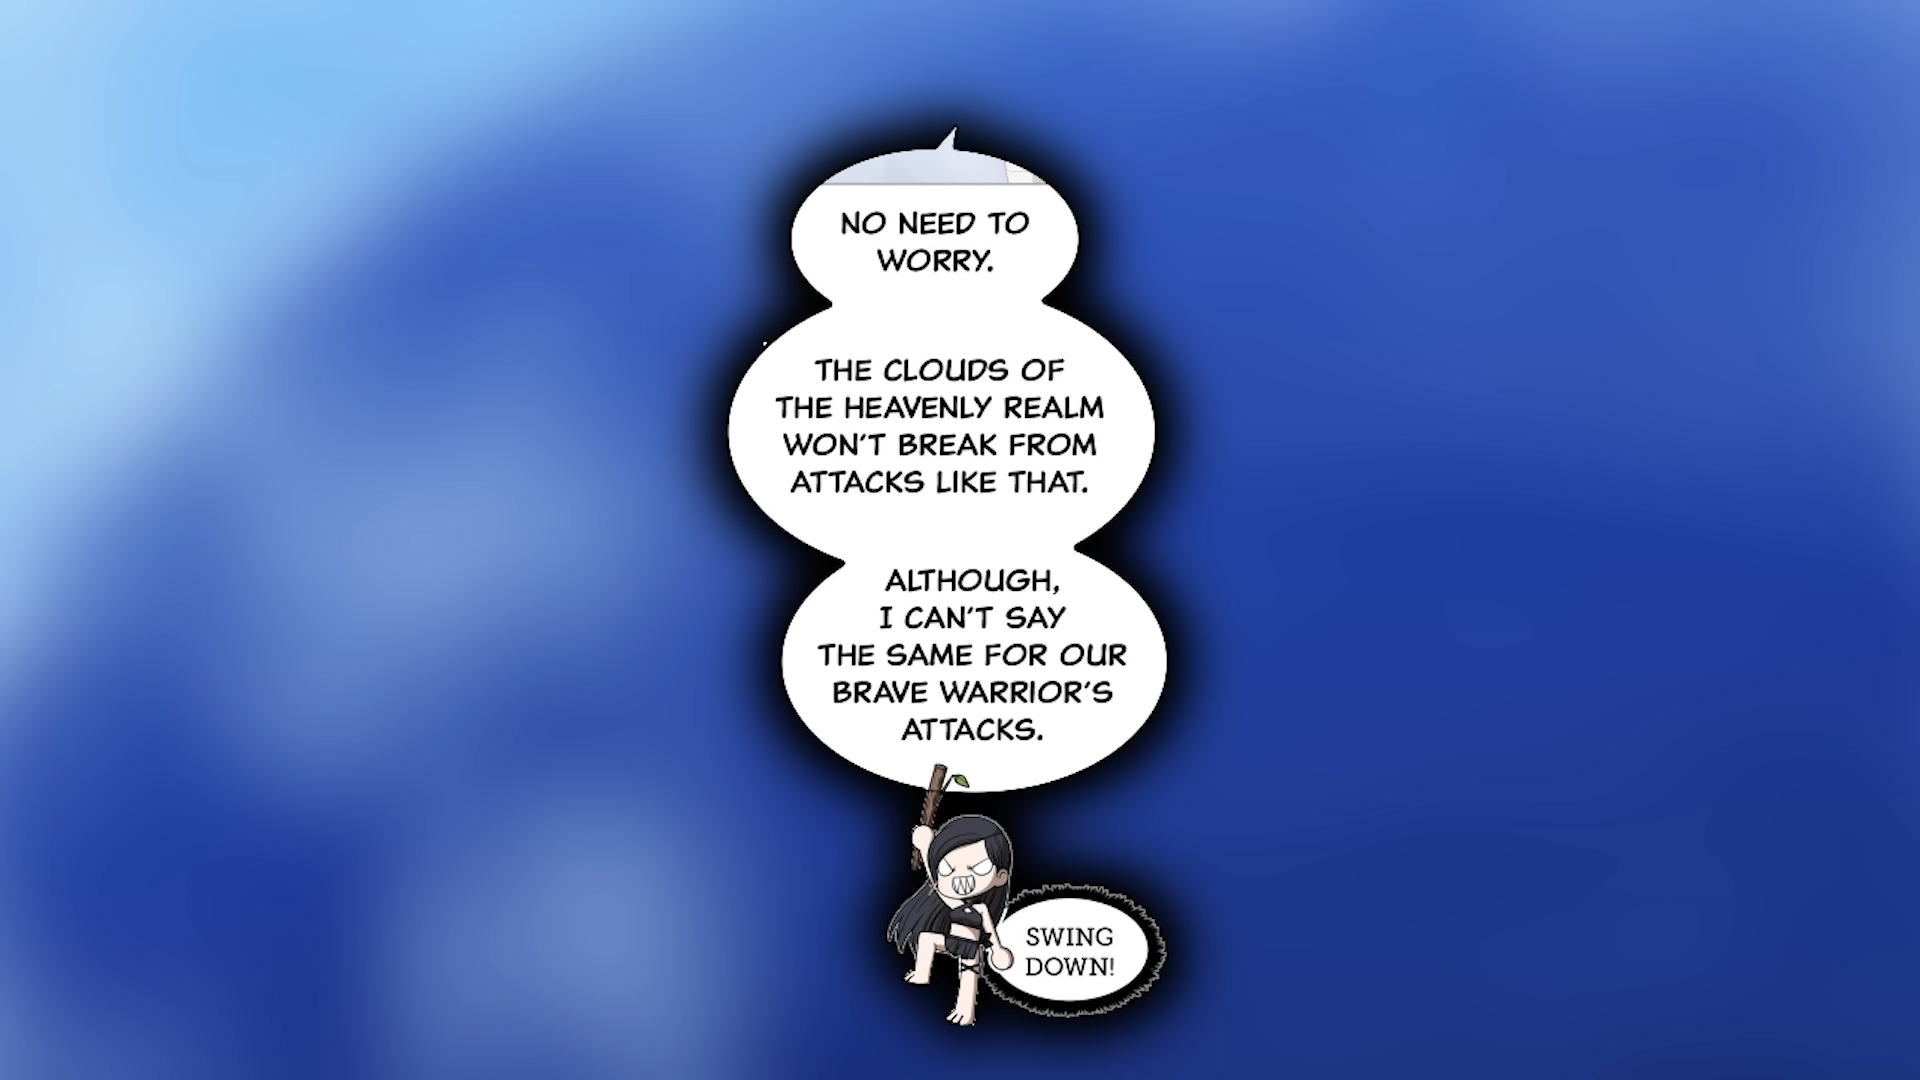 NO NEED TO
WORRY.
THE CLOUDS OF
THE HEAVENLY REALM
WON'T BREAK FROM
ATTACKS LIKE THAT.
ALTHOUGH,
I CAN'T SAY
THE SAME FOR OUR
BRAVE WARRIOR'S
ATTACKS.
SWING
DOWN!